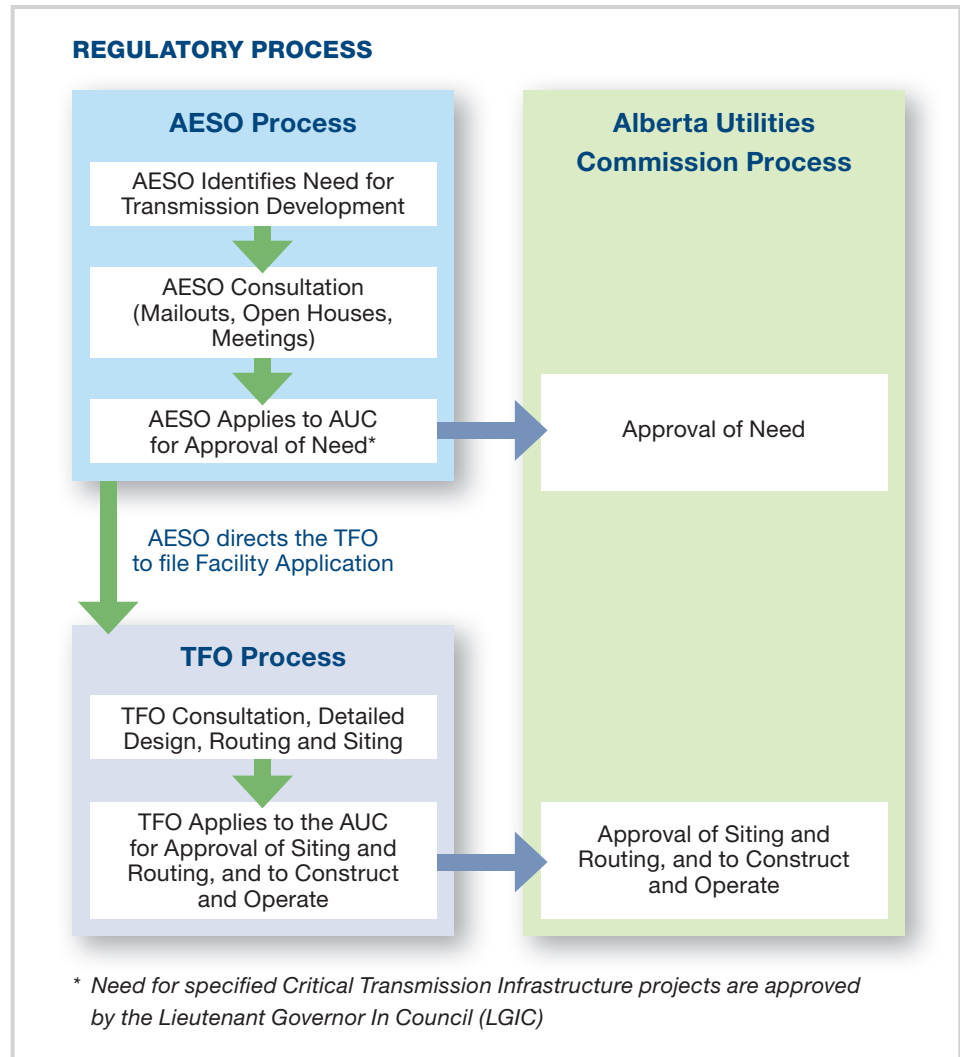 REGULATORY PROCESS
AESO Process
AESO Identifies Need for
Transmission Development
AESO Consultation
(Mailouts, Open Houses,
Meetings)
AESO Applies to AUC
for Approval of Need*
Alberta Utilities
Commission Process
Approval of Need
AESO directs the TFO
to file Facility Application
TFO Process
TFO Consultation, Detailed
Design, Routing and Siting
TFO Applies to the AUC
for Approval of Siting and
Routing, and to Construct
and Operate
Approval of Siting and
Routing, and to Construct
and Operate
* Need for specified Critical Transmission Infrastructure projects are approved
by the Lieutenant Governor In Council (LGIC)